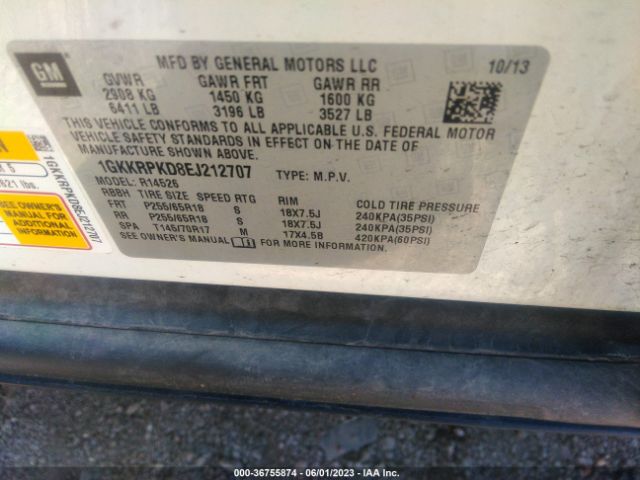 GM
MFD BY GENERAL MOTORS LLC
10/13
GVWR GAWR FRT GAWR RR
2908 KG 1450 KG 1600 KG
6411 LB 3196 LB 3527 LB
THIS VEHICLE CONFORMS TO ALL APPLICABLE U.S. FEDERAL MOTOR
VEHICLE SAFETY STANDARDS IN EFFECT ON THE DATE OF
MANUFACTURE SHOWN ABOVE.
1GKKRPKD8EJ212707 TYPE: M.P.V.
MODEL: R14526
RBBH TIRE SIZE SPEED RTG RIM COLD TIRE PRESSURE
FRT P255/65R18 S 18X7.5J 240KPA(35PSI)
RR P255/65R18 S 18X7.5J 240KPA(35PSI)
SPA T145/70R17 M 17X4.5B 420KPA(60PSI)
SEE OWNER'S MANUAL FOR MORE INFORMATION.
1GKKRPKD8EJ212707
5
621 lbs.
SEE OWNER'S
MANUAL FOR
ADDITIONAL
INFORMATION
000-36755874 / 06/01/2023 - IAA Inc.